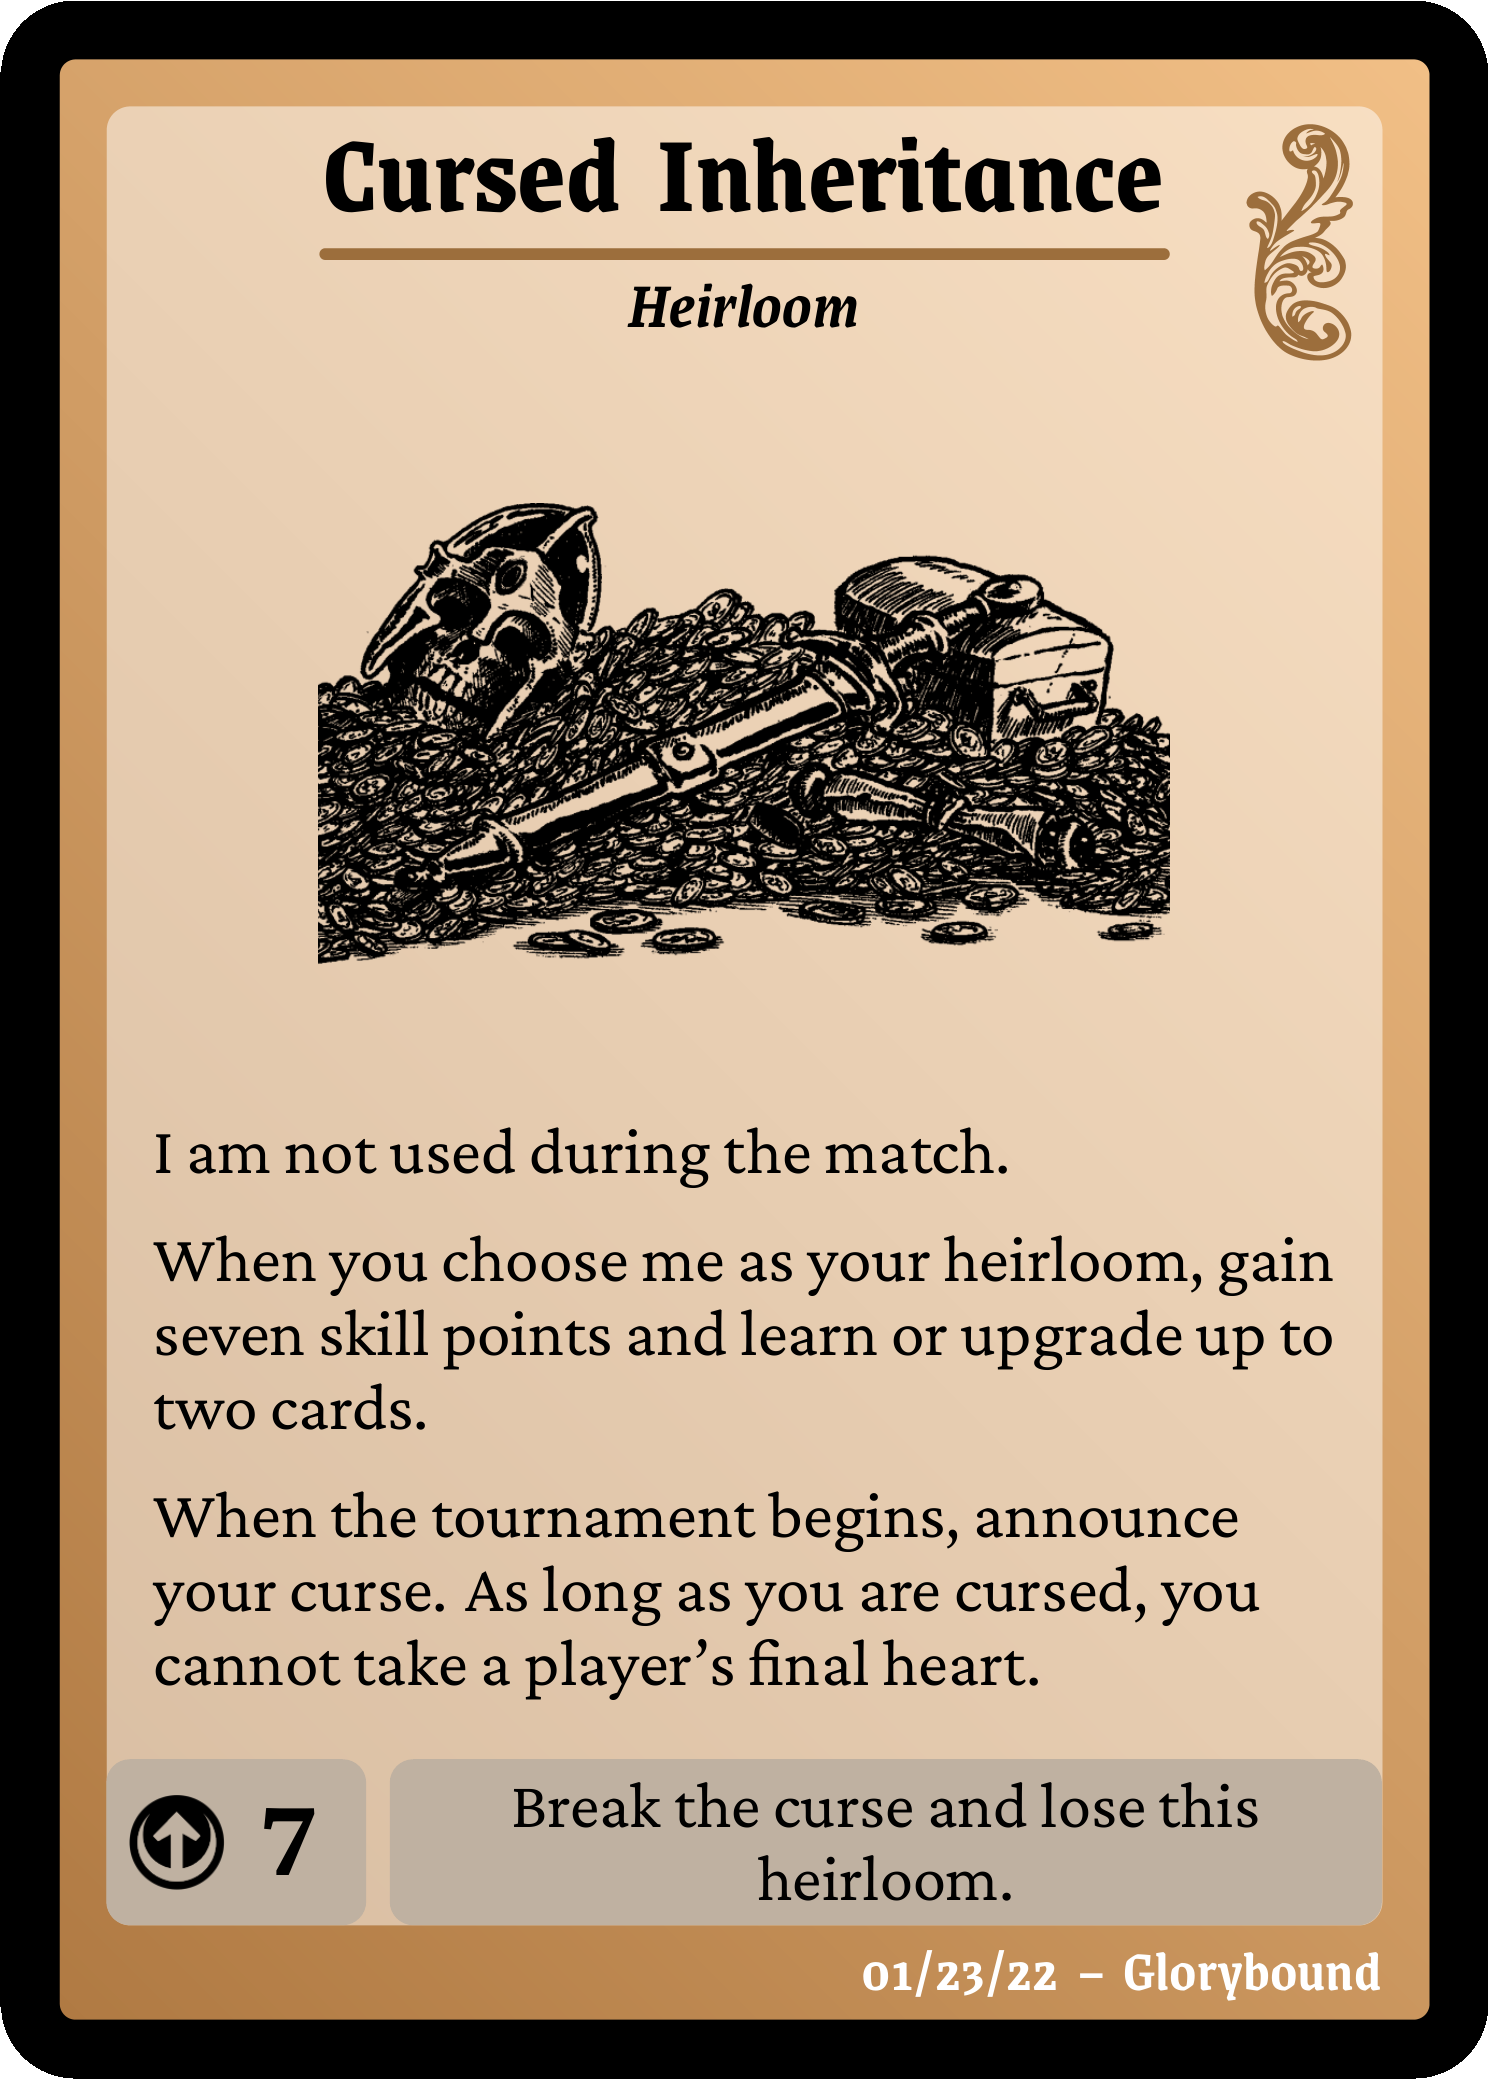 Cursed Inheritance
Heirloom
I am not used during the match.
When you choose me as your heirloom, gain
seven skill points and learn or upgrade up to
two cards.
When the tournament begins, announce
your curse. As long as you are cursed, you
cannot take a player’s final heart.
7
Break the curse and lose this
heirloom.
01/23/22 – Glorybound